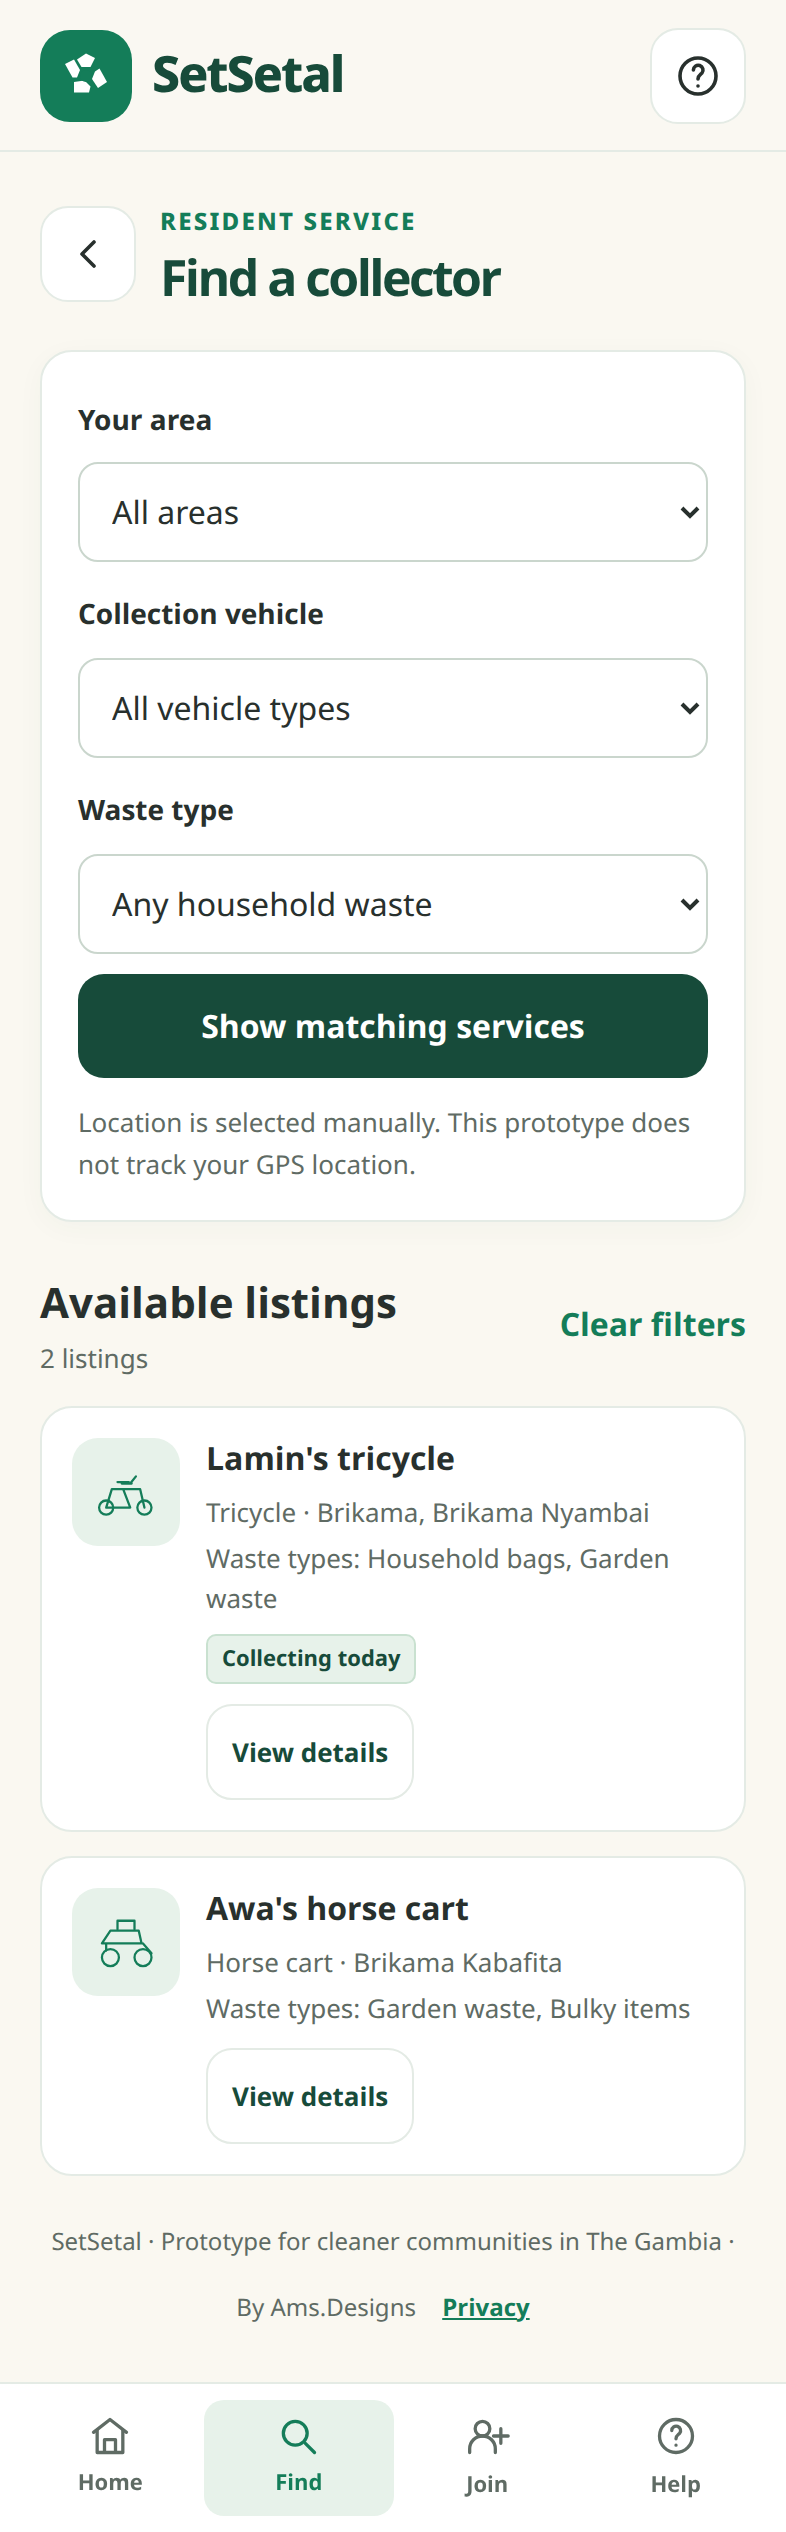 SetSetal
RESIDENT SERVICE
Find a collector
Your area
All areas
Collection vehicle
All vehicle types
Waste type
Any household waste
Show matching services
Location is selected manually. This prototype does
not track your GPS location.
Available listings
Clear filters
2 listings
Lamin's tricycle
Tricycle · Brikama, Brikama Nyambai
Waste types: Household bags, Garden
waste
Collecting today
View details
Awa's horse cart
Horse cart · Brikama Kabafita
Waste types: Garden waste, Bulky items
View details
SetSetal · Prototype for cleaner communities in The Gambia ·
By Ams.Designs Privacy
Home Find Join Help